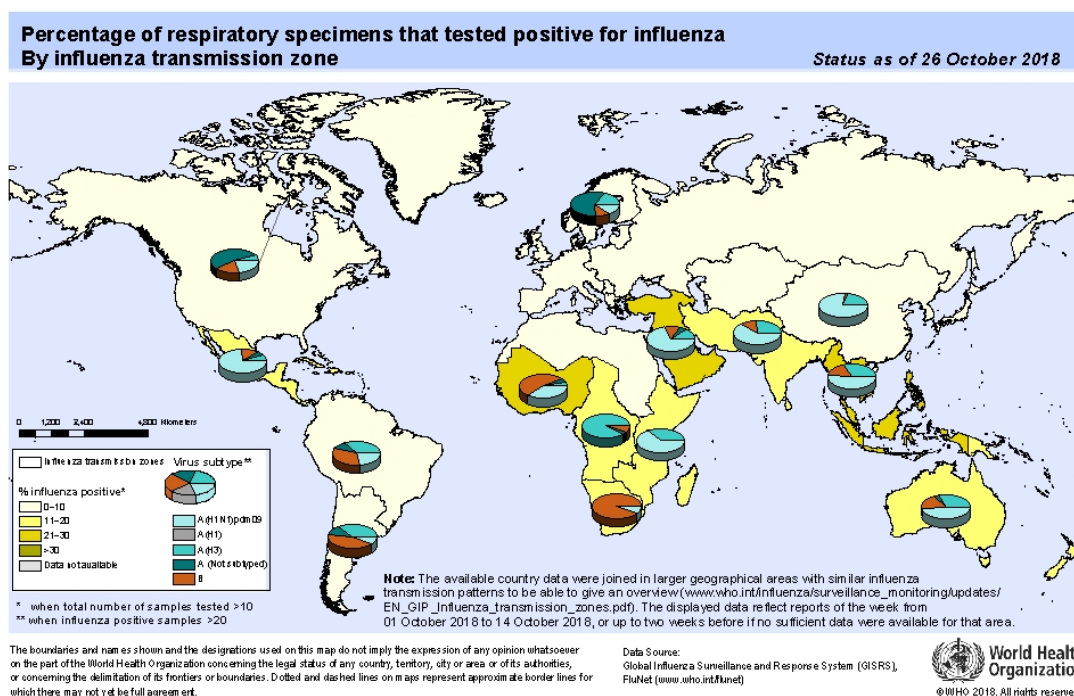 Percentage of respiratory specimens that tested positive for influenza
By influenza transmission zone
Status as of 26 October 2018
0 1,200 2,400 4,800 Kilometers
Influenza transmission zones
Virus subtype**
% influenza positive*
0–10
11–20
21–30
>30
Data not available
A(H1N1)pdm09
A(H1)
A(H3)
A (Not subtyped)
B
* when total number of samples tested >10
** when influenza positive samples >20
Note: The available country data were joined in larger geographical areas with similar influenza
transmission patterns to be able to give an overview (www.who.int/influenza/surveillance_monitoring/updates/
EN_GIP_Influenza_transmission_zones.pdf). The displayed data reflect reports of the week from
01 October 2018 to 14 October 2018, or up to two weeks before if no sufficient data were available for that area.
The boundaries and names shown and the designations used on this map do not imply the expression of any opinion whatsoever
on the part of the World Health Organization concerning the legal status of any country, territory, city or area or of its authorities,
or concerning the delimitation of its frontiers or boundaries. Dotted and dashed lines on maps represent approximate border lines for
which there may not yet be full agreement.
Data Source:
Global Influenza Surveillance and Response System (GISRS),
FluNet (www.who.int/flunet)
World Healt
Organizatio
©WHO 2018. All rights reserve